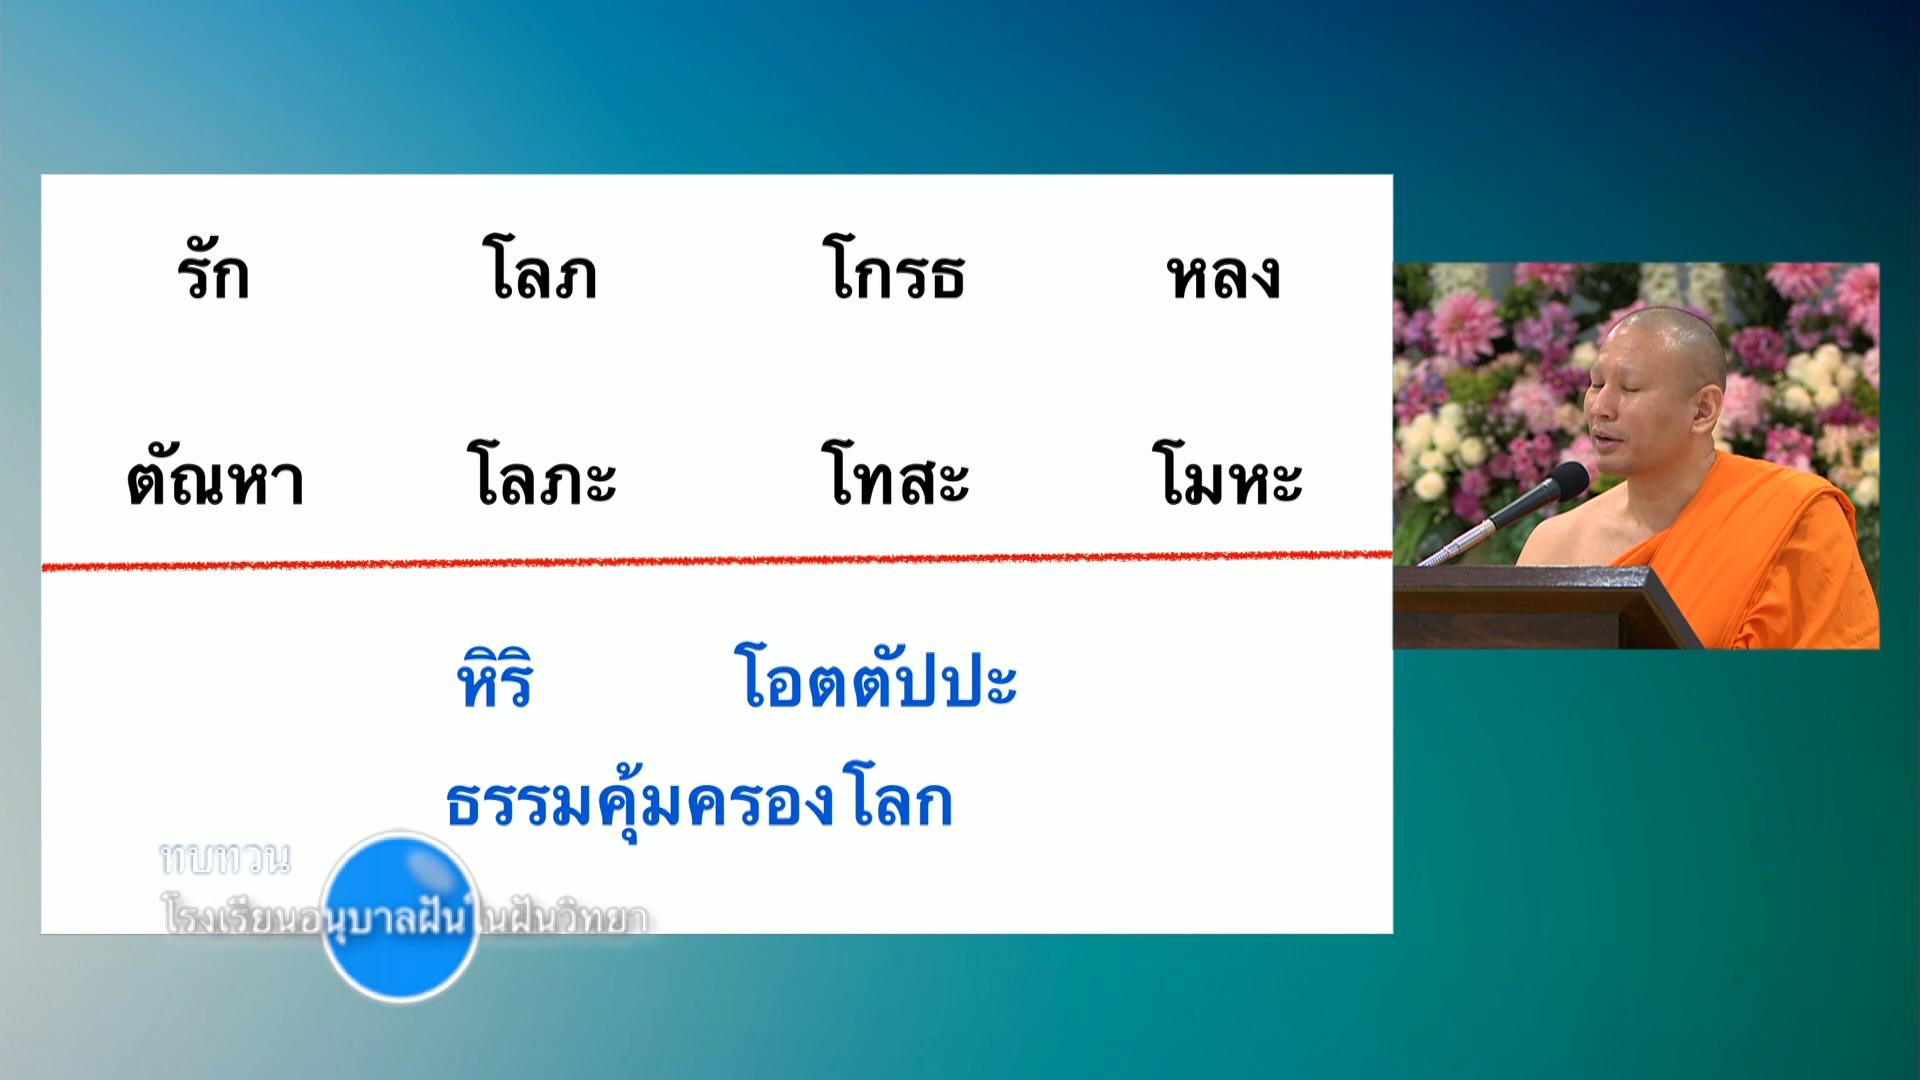 รัก โลภ โกรธ หลง
ตัณหา โลภะ โทสะ โมหะ
หิริ โอตตัปปะ
ธรรมคุ้มครองโลก
ทบทวน
โรงเรียนอนุบาลฝันในฝันวิทยา